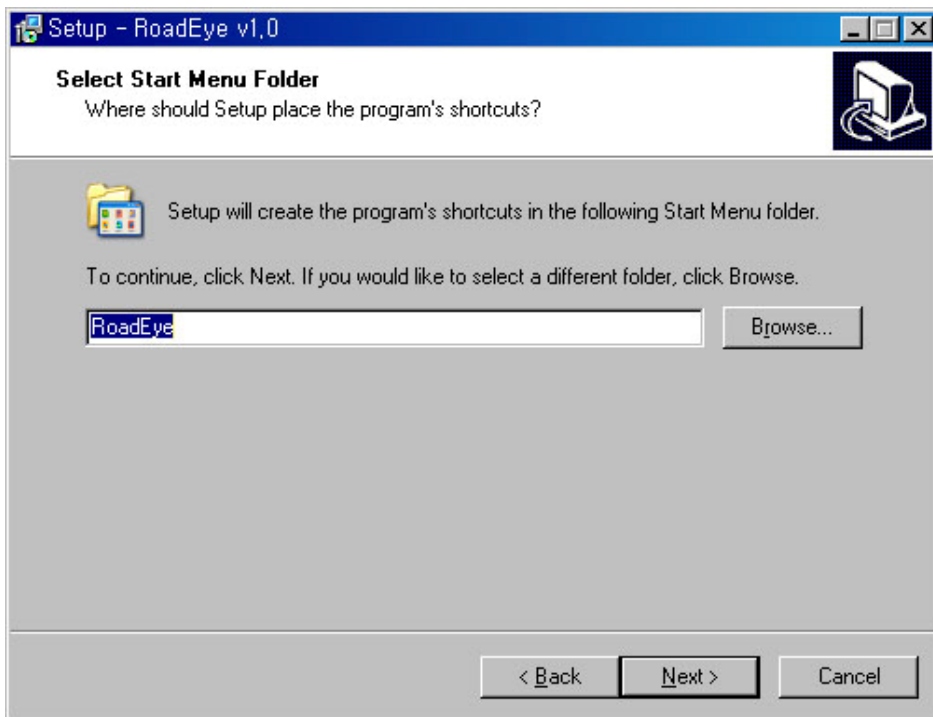 Setup - RoadEye v1,0
Select Start Menu Folder
Where should Setup place the program's shortcuts?
Setup will create the program's shortcuts in the following Start Menu folder.
To continue, click Next. If you would like to select a different folder, click Browse.
RoadEye
Browse...
< Back
Next >
Cancel